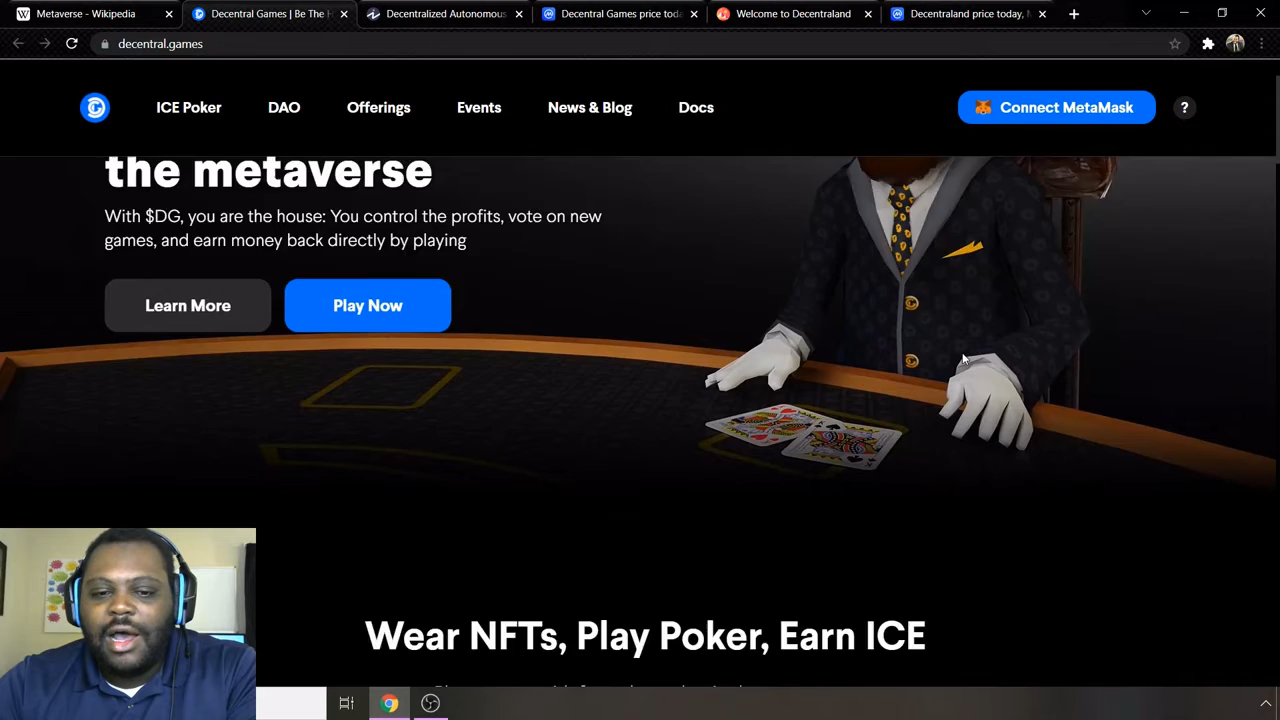 Metaverse - Wikipedia
Decentral Games | Be The H
Decentralized Autonomous
Decentral Games price toda
Welcome to Decentraland
Decentraland price today, M
decentral.games
ICE Poker
DAO
Offerings
Events
News & Blog
Docs
Connect MetaMask
?
the metaverse
With $DG, you are the house: You control the profits, vote on new
games, and earn money back directly by playing
Learn More
Play Now
Wear NFTs, Play Poker, Earn ICE